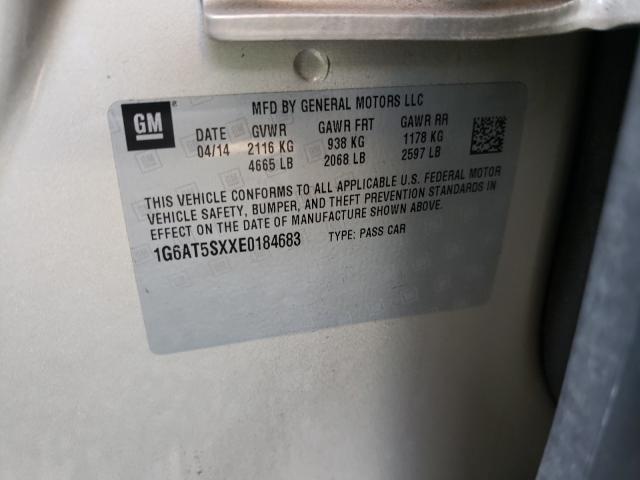 GM
MFD BY GENERAL MOTORS LLC
DATE GVWR GAWR FRT GAWR RR
04/14 2116 KG 938 KG 1178 KG
4665 LB 2068 LB 2597 LB
THIS VEHICLE CONFORMS TO ALL APPLICABLE U.S. FEDERAL MOTOR
VEHICLE SAFETY, BUMPER, AND THEFT PREVENTION STANDARDS IN
EFFECT ON THE DATE OF MANUFACTURE SHOWN ABOVE.
1G6AT5SXXE0184683 TYPE: PASS CAR